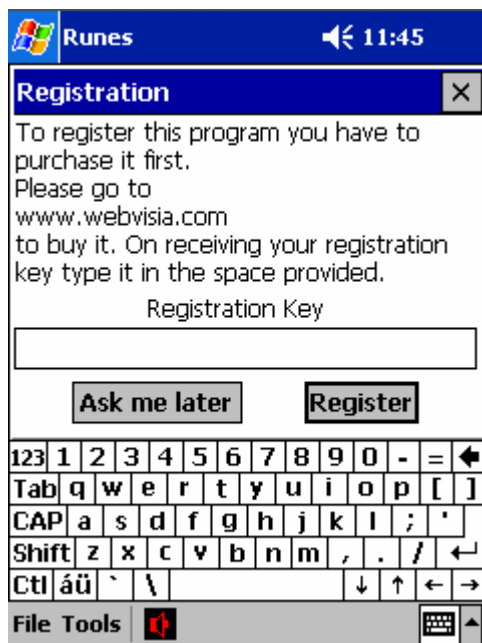 Runes 11:45
Registration
To register this program you have to
purchase it first.
Please go to
www.webvisia.com
to buy it. On receiving your registration
key type it in the space provided.
Registration Key
Ask me later Register
123 1 2 3 4 5 6 7 8 9 0 - =
Tab q w e r t y u i o p [ ]
CAP a s d f g h j k l ; '
Shift z x c v b n m , . /
Ctl áü ` \
File Tools